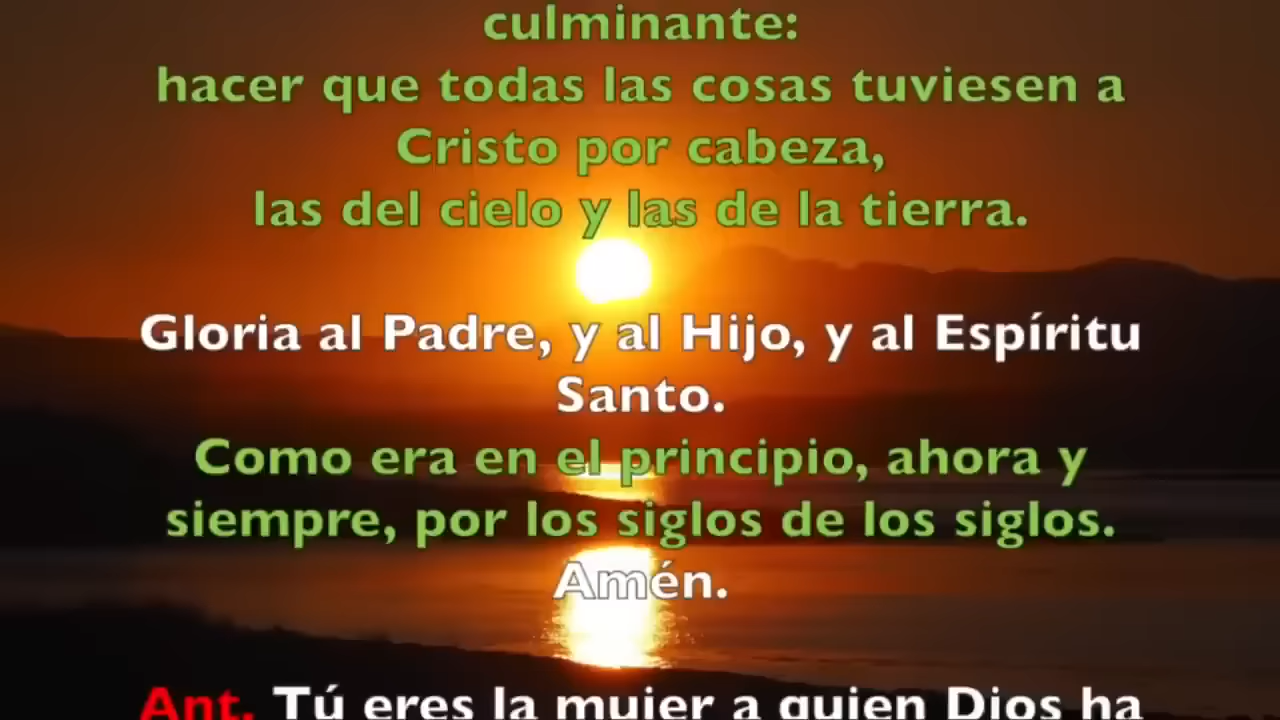 culminante:
hacer que todas las cosas tuviesen a
Cristo por cabeza,
las del cielo y las de la tierra.
Gloria al Padre, y al Hijo, y al Espíritu
Santo.
Como era en el principio, ahora y
siempre, por los siglos de los siglos.
Amén.
Ant. Tú eres la mujer a quien Dios ha